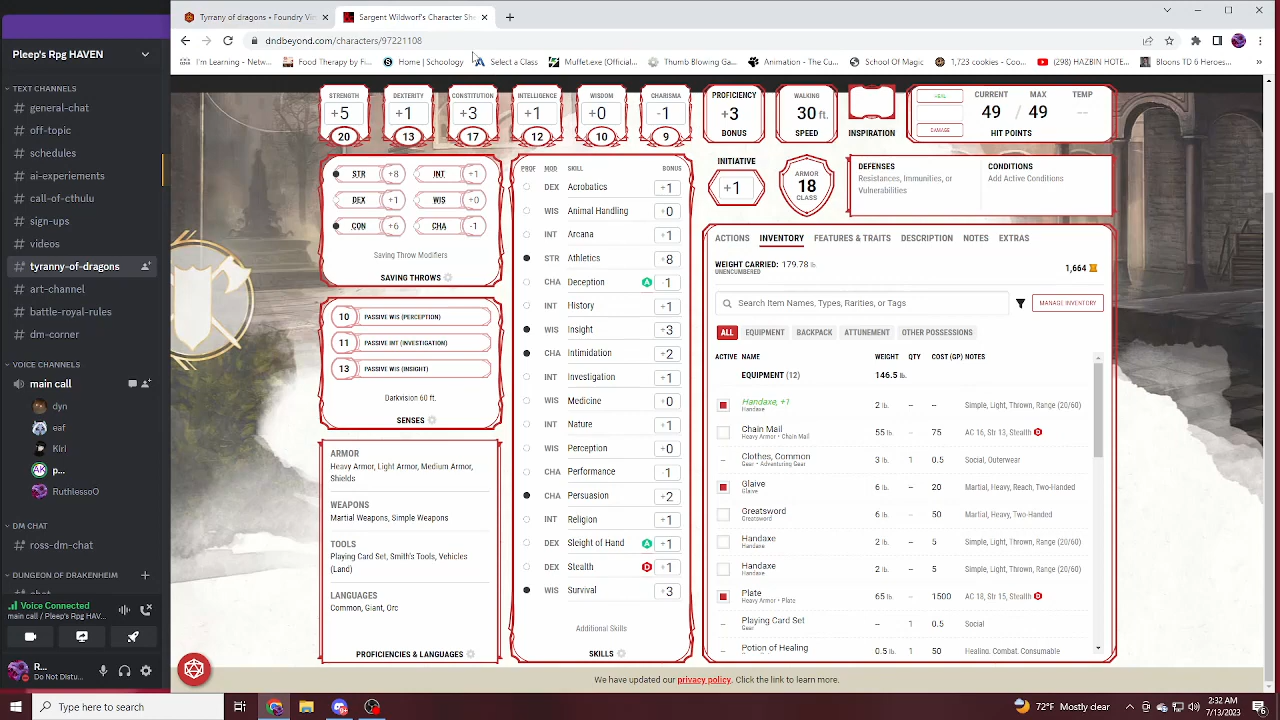 Pleep's Rpg HAVEN
TEXT CHANNELS
# general-chat
# off-topic
# schedules
# call-of-cthulu
# sign-ups
# videos
# tyranny-of-dragons
# art-channel
# battle-royal-rules
# dm-corner
VOICE CHANNELS
main call
dyn
eaf
Kiri
p...
RuthlessO
DM CHAT
# ross-dm-chat
DUNGEON OF DRAKENHEIM
Voice Connected
main call / Pleep's Rpg HAV...
R...
Do Not Distu...
Tyranny of dragons • Foundry Vir
Sargent Wildwort's Character She
dndbeyond.com/characters/97221108
I'm Learning - Netw...
Food Therapy by Fi...
Home | Schoology
Select a Class
Muffet.exe (Official...
Thumb Blowing Ga...
Animation - The Cu...
School of Magic
1,723 cookies - Coo...
(298) HAZBIN HOTE...
Bloons TD 6 Heroes...
STRENGTH
+5
20
DEXTERITY
+1
13
CONSTITUTION
+3
17
INTELLIGENCE
+1
12
WISDOM
+0
10
CHARISMA
-1
9
PROFICIENCY
+3
BONUS
WALKING
30 ft.
SPEED
INSPIRATION
HEAL
DAMAGE
CURRENT MAX TEMP
49 / 49 --
HIT POINTS
STR +8 INT +1
DEX +1 WIS +0
CON +6 CHA -1
Saving Throw Modifiers
SAVING THROWS
10 PASSIVE WIS (PERCEPTION)
11 PASSIVE INT (INVESTIGATION)
13 PASSIVE WIS (INSIGHT)
Darkvision 60 ft.
SENSES
ARMOR
Heavy Armor, Light Armor, Medium Armor,
Shields
WEAPONS
Martial Weapons, Simple Weapons
TOOLS
Playing Card Set, Smith's Tools, Vehicles
(Land)
LANGUAGES
Common, Giant, Orc
PROFICIENCIES & LANGUAGES
PROF MOD SKILL BONUS
DEX Acrobatics +1
WIS Animal Handling +0
INT Arcana +1
STR Athletics +8
CHA Deception A -1
INT History +1
WIS Insight +3
CHA Intimidation +2
INT Investigation +1
WIS Medicine +0
INT Nature +1
WIS Perception +0
CHA Performance -1
CHA Persuasion +2
INT Religion +1
DEX Sleight of Hand A +1
DEX Stealth D +1
WIS Survival +3
Additional Skills
SKILLS
INITIATIVE
+1
ARMOR
18
CLASS
DEFENSES
Resistances, Immunities, or
Vulnerabilities
CONDITIONS
Add Active Conditions
ACTIONS INVENTORY FEATURES & TRAITS DESCRIPTION NOTES EXTRAS
WEIGHT CARRIED: 179.78 lb.
UNENCUMBERED
1,664
Search Item Names, Types, Rarities, or Tags
MANAGE INVENTORY
ALL EQUIPMENT BACKPACK ATTUNEMENT OTHER POSSESSIONS
ACTIVE NAME WEIGHT QTY COST (GP) NOTES
EQUIPMENT (12) 146.5 lb.
Handaxe, +1 2 lb. -- -- Simple, Light, Thrown, Range (20/60)
Handaxe
Chain Mail 55 lb. -- 75 AC 16, Str 13, Stealth D
Heavy Armor • Chain Mail
-- Clothes, Common 3 lb. 1 0.5 Social, Outerwear
Gear • Adventuring Gear
Glaive 6 lb. -- 20 Martial, Heavy, Reach, Two-Handed
Glaive
Greatsword 6 lb. -- 50 Martial, Heavy, Two-Handed
Greatsword
Handaxe 2 lb. -- 5 Simple, Light, Thrown, Range (20/60)
Handaxe
Handaxe 2 lb. -- 5 Simple, Light, Thrown, Range (20/60)
Handaxe
Plate 65 lb. -- 1500 AC 18, Str 15, Stealth D
Heavy Armor • Plate
-- Playing Card Set -- 1 0.5 Social
Gear
Potion of Healing 0.5 lb. 1 50 Healing, Combat, Consumable
We have updated our privacy policy. Click the link to learn more.
Type here to search
72°F Mostly clear
2:32 AM
7/13/2023